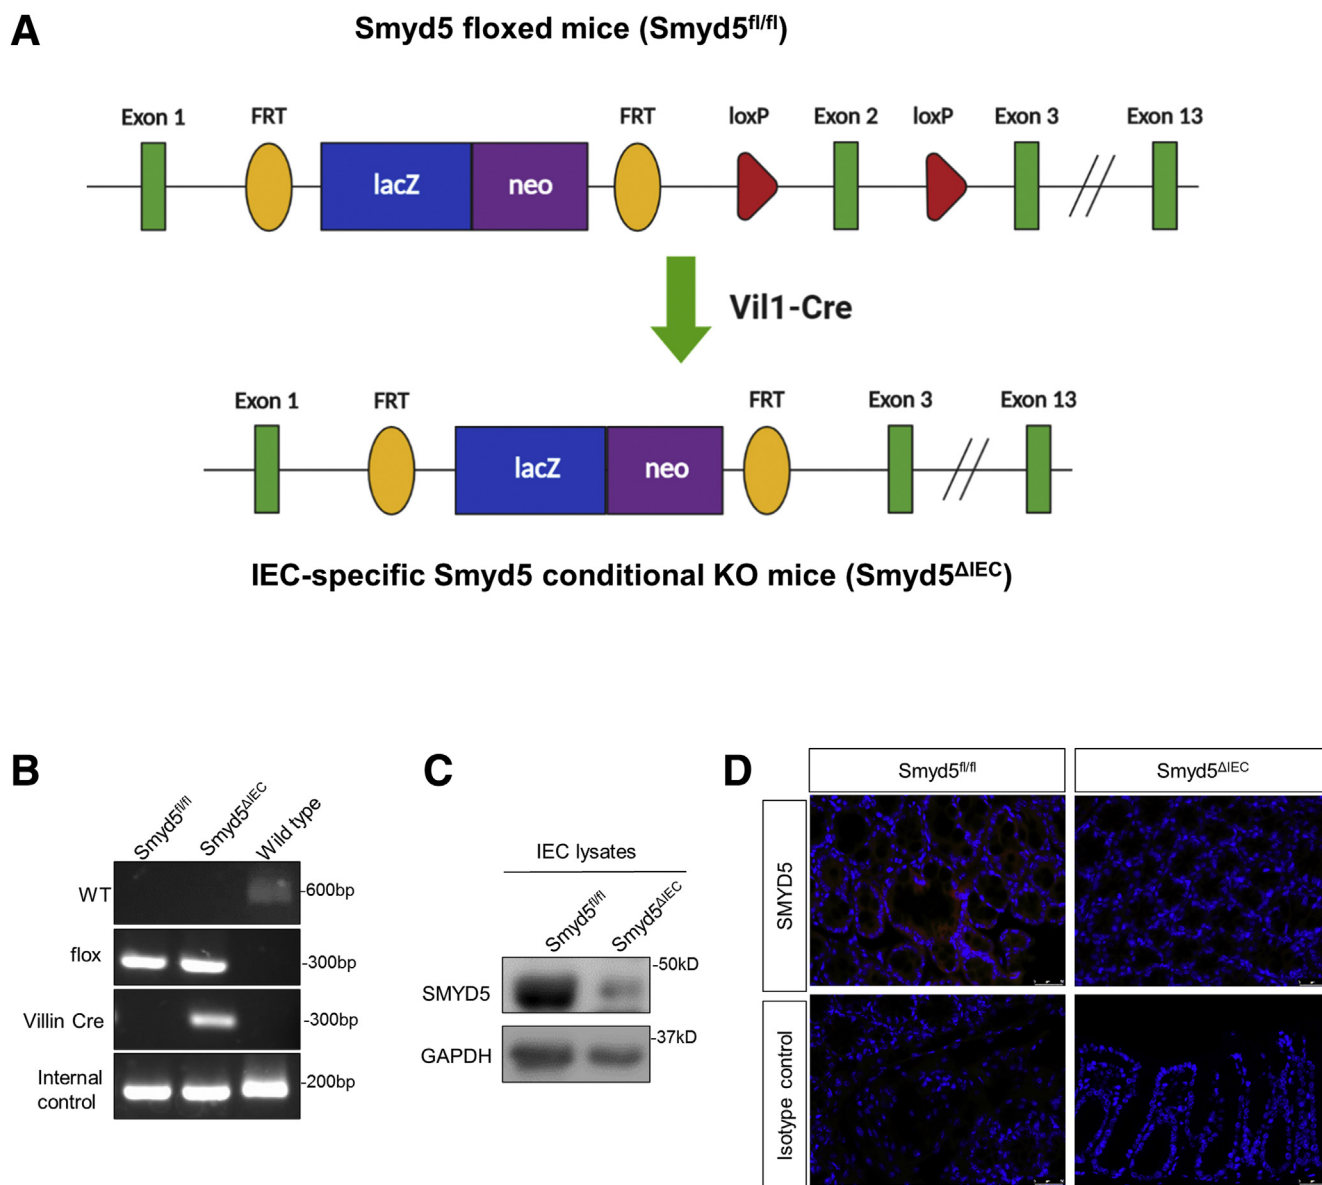 A
Smyd5 floxed mice (Smyd5fl/fl)
Exon 1 FRT FRT loxP Exon 2 loxP Exon 3 Exon 13
lacZ neo
Vil1-Cre
Exon 1 FRT FRT Exon 3 Exon 13
lacZ neo
IEC-specific Smyd5 conditional KO mice (Smyd5ΔIEC)
B
Smyd5fl/fl
Smyd5ΔIEC
Wild type
WT
-600bp
flox
-300bp
Villin Cre
-300bp
Internal
control
-200bp
C
IEC lysates
Smyd5fl/fl
Smyd5ΔIEC
-50kD
SMYD5
-37kD
GAPDH
D
Smyd5fl/fl
Smyd5ΔIEC
SMYD5
Isotype control